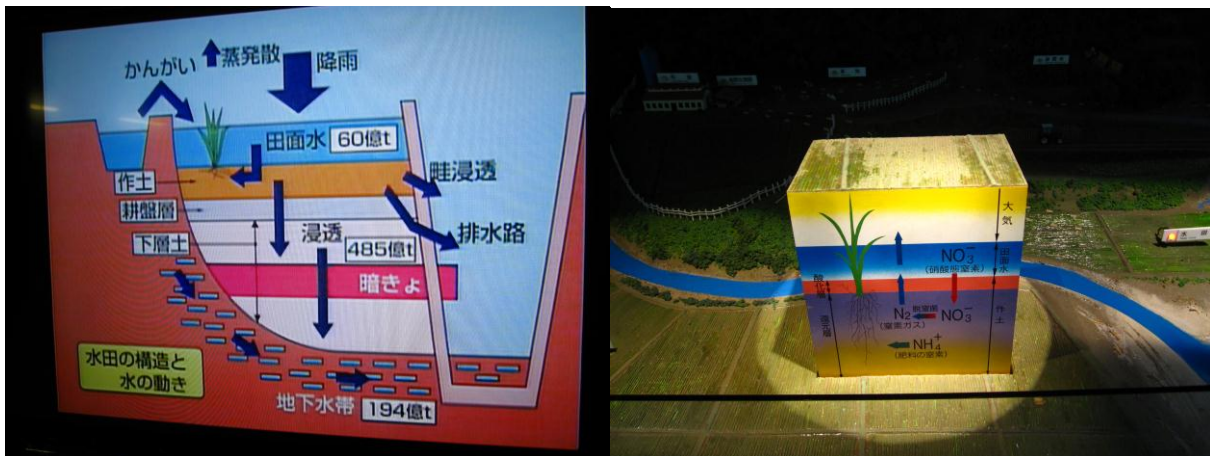 かんがい
蒸発散
降雨
田面水
60億t
作土
耕盤層
下層土
浸透
485億t
畦浸透
排水路
暗きょ
水田の構造と
水の動き
地下水帯
194億t
大気
NO₃⁻
(硝酸態窒素)
田面水
酸化層
還元層
N₂
(窒素ガス)
脱窒菌
NO₃⁻
作土
NH₄⁺
(肥料の窒素)